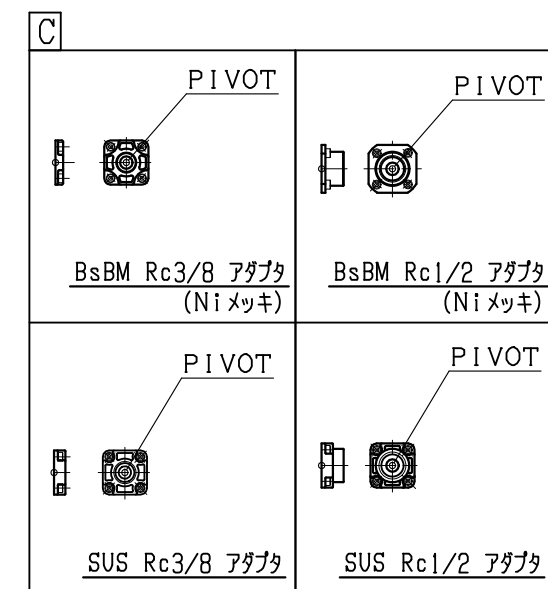 C
PIVOT
BsBM Rc3/8 アダプタ
(Niメッキ)
PIVOT
BsBM Rc1/2 アダプタ
(Niメッキ)
PIVOT
SUS Rc3/8 アダプタ
PIVOT
SUS Rc1/2 アダプタ